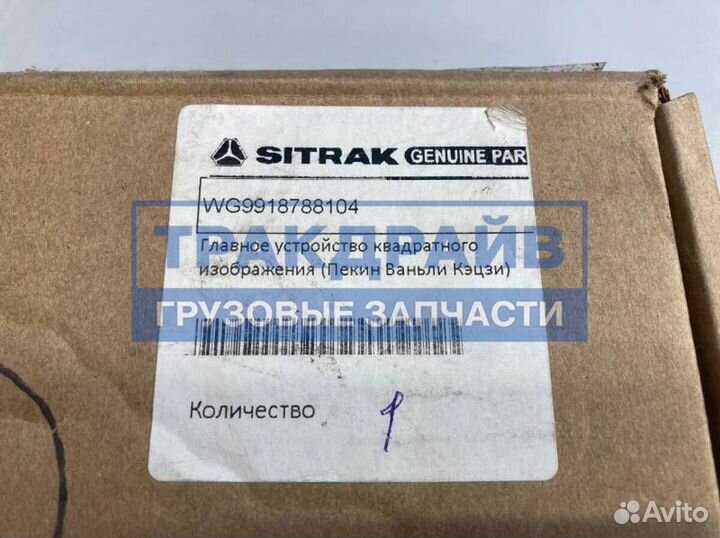 SITRAK GENUINE PAR
WG9918788104
ТРАКДРАЙВ
Главное устройство квадратного
изображения (Пекин Ваньли Кэцзи)
ГРУЗОВЫЕ ЗАПЧАСТИ
Количество 1
Avito